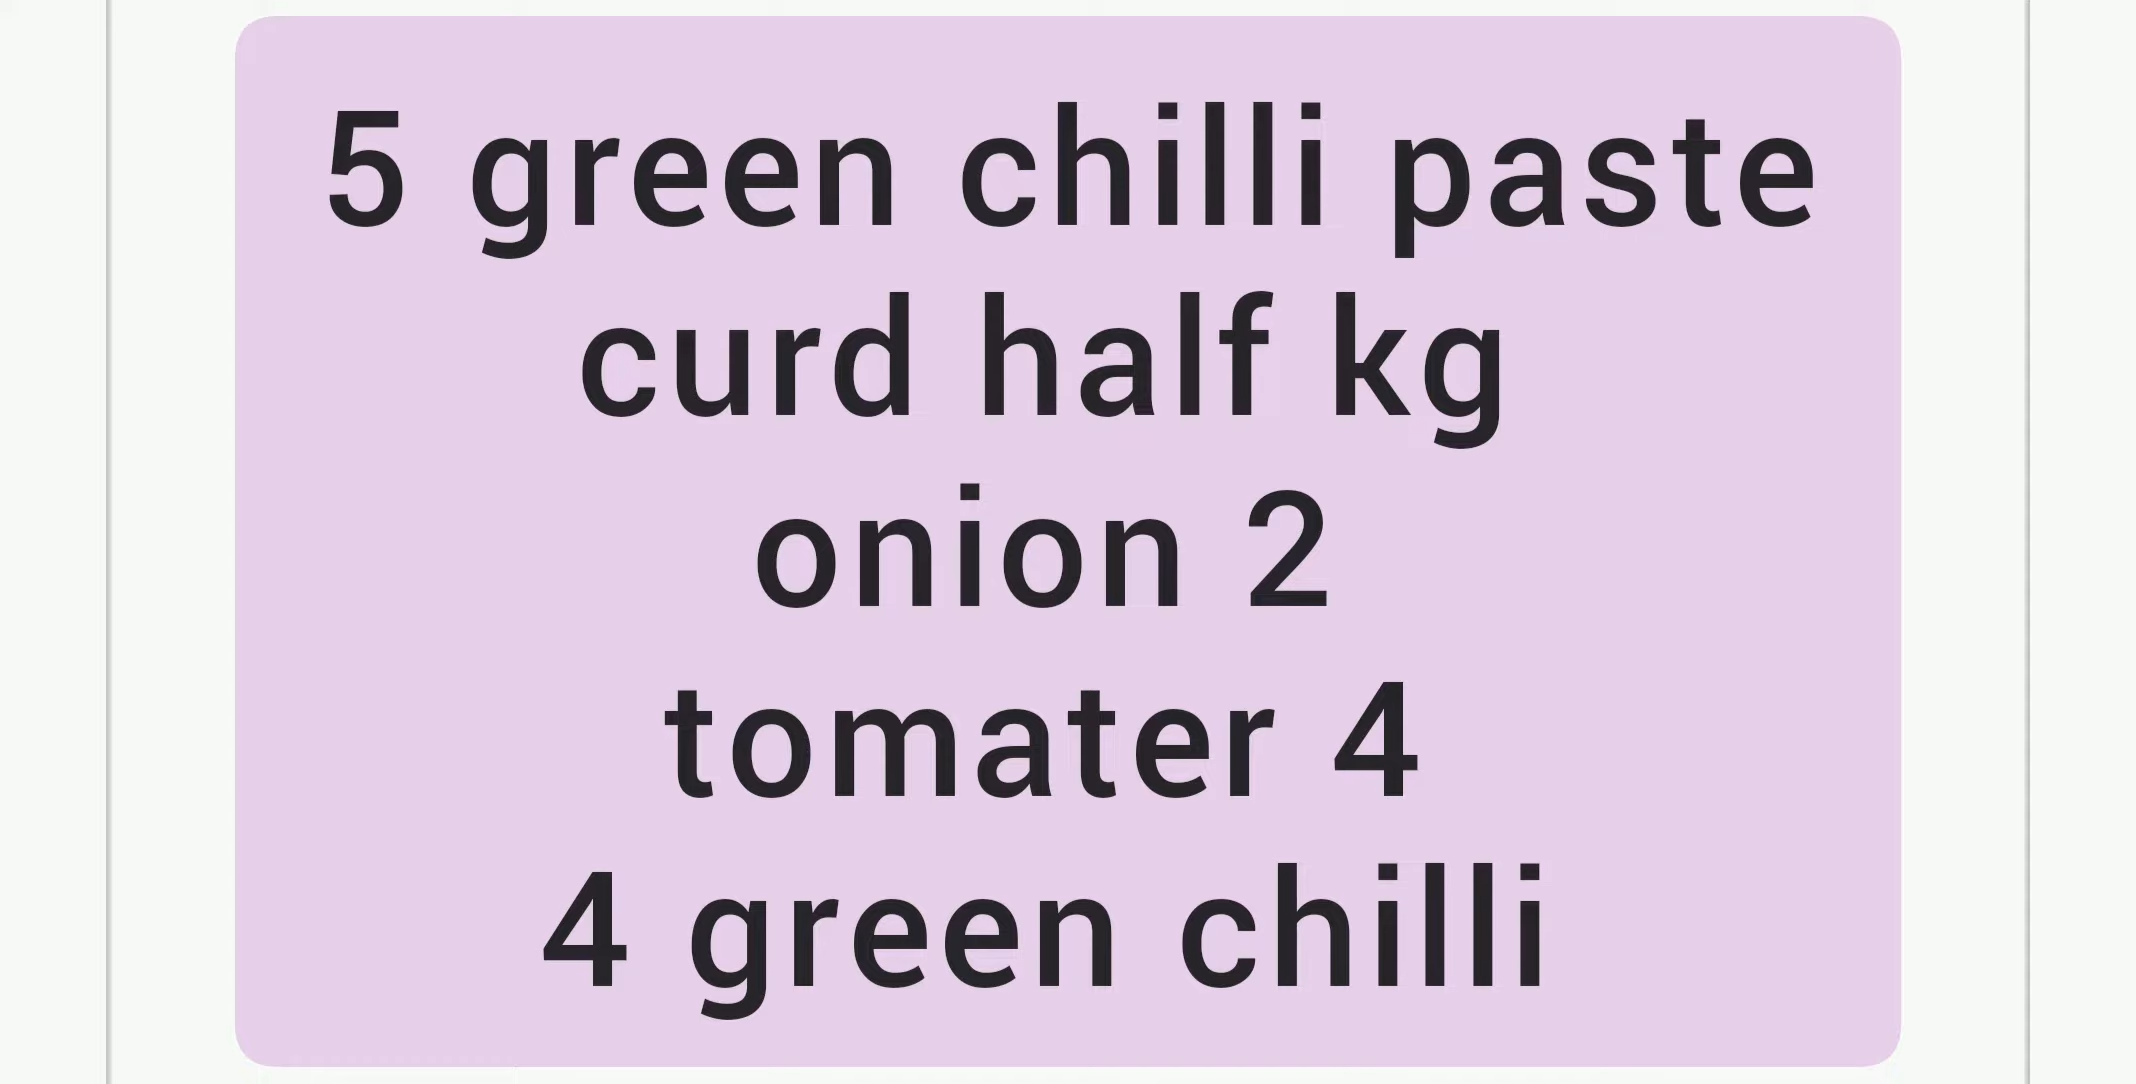 5 green chilli paste
curd half kg
onion 2
tomater 4
4 green chilli